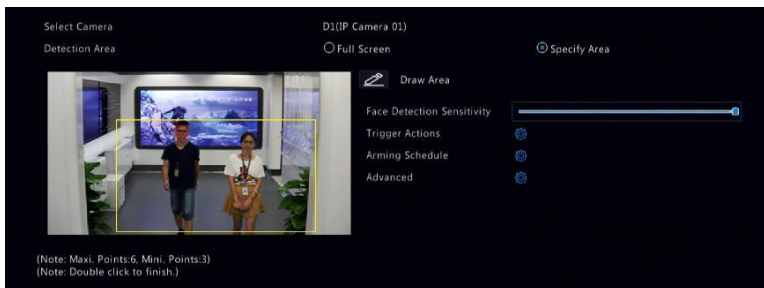 Select Camera D1(IP Camera 01)
Detection Area Full Screen Specify Area
Draw Area
Face Detection Sensitivity
Trigger Actions
Arming Schedule
Advanced
(Note: Maxi. Points:6, Mini. Points:3)
(Note: Double click to finish.)